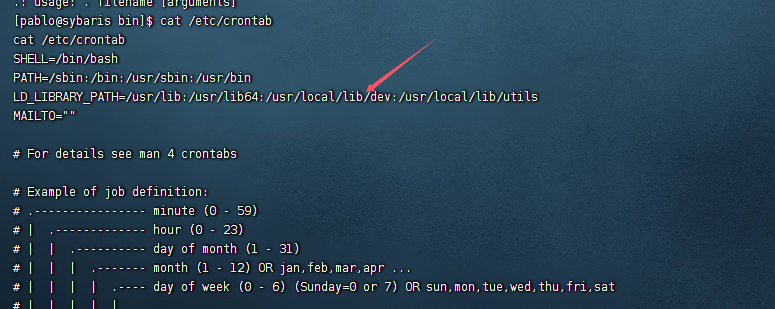 .: usage: . filename [arguments]
[pablo@sybaris bin]$ cat /etc/crontab
cat /etc/crontab
SHELL=/bin/bash
PATH=/sbin:/bin:/usr/sbin:/usr/bin
LD_LIBRARY_PATH=/usr/lib:/usr/lib64:/usr/local/lib/dev:/usr/local/lib/utils
MAILTO=""
# For details see man 4 crontabs
# Example of job definition:
# .---------------- minute (0 - 59)
# |  .------------- hour (0 - 23)
# |  |  .---------- day of month (1 - 31)
# |  |  |  .------- month (1 - 12) OR jan,feb,mar,apr ...
# |  |  |  |  .---- day of week (0 - 6) (Sunday=0 or 7) OR sun,mon,tue,wed,thu,fri,sat
# |  |  |  |  |